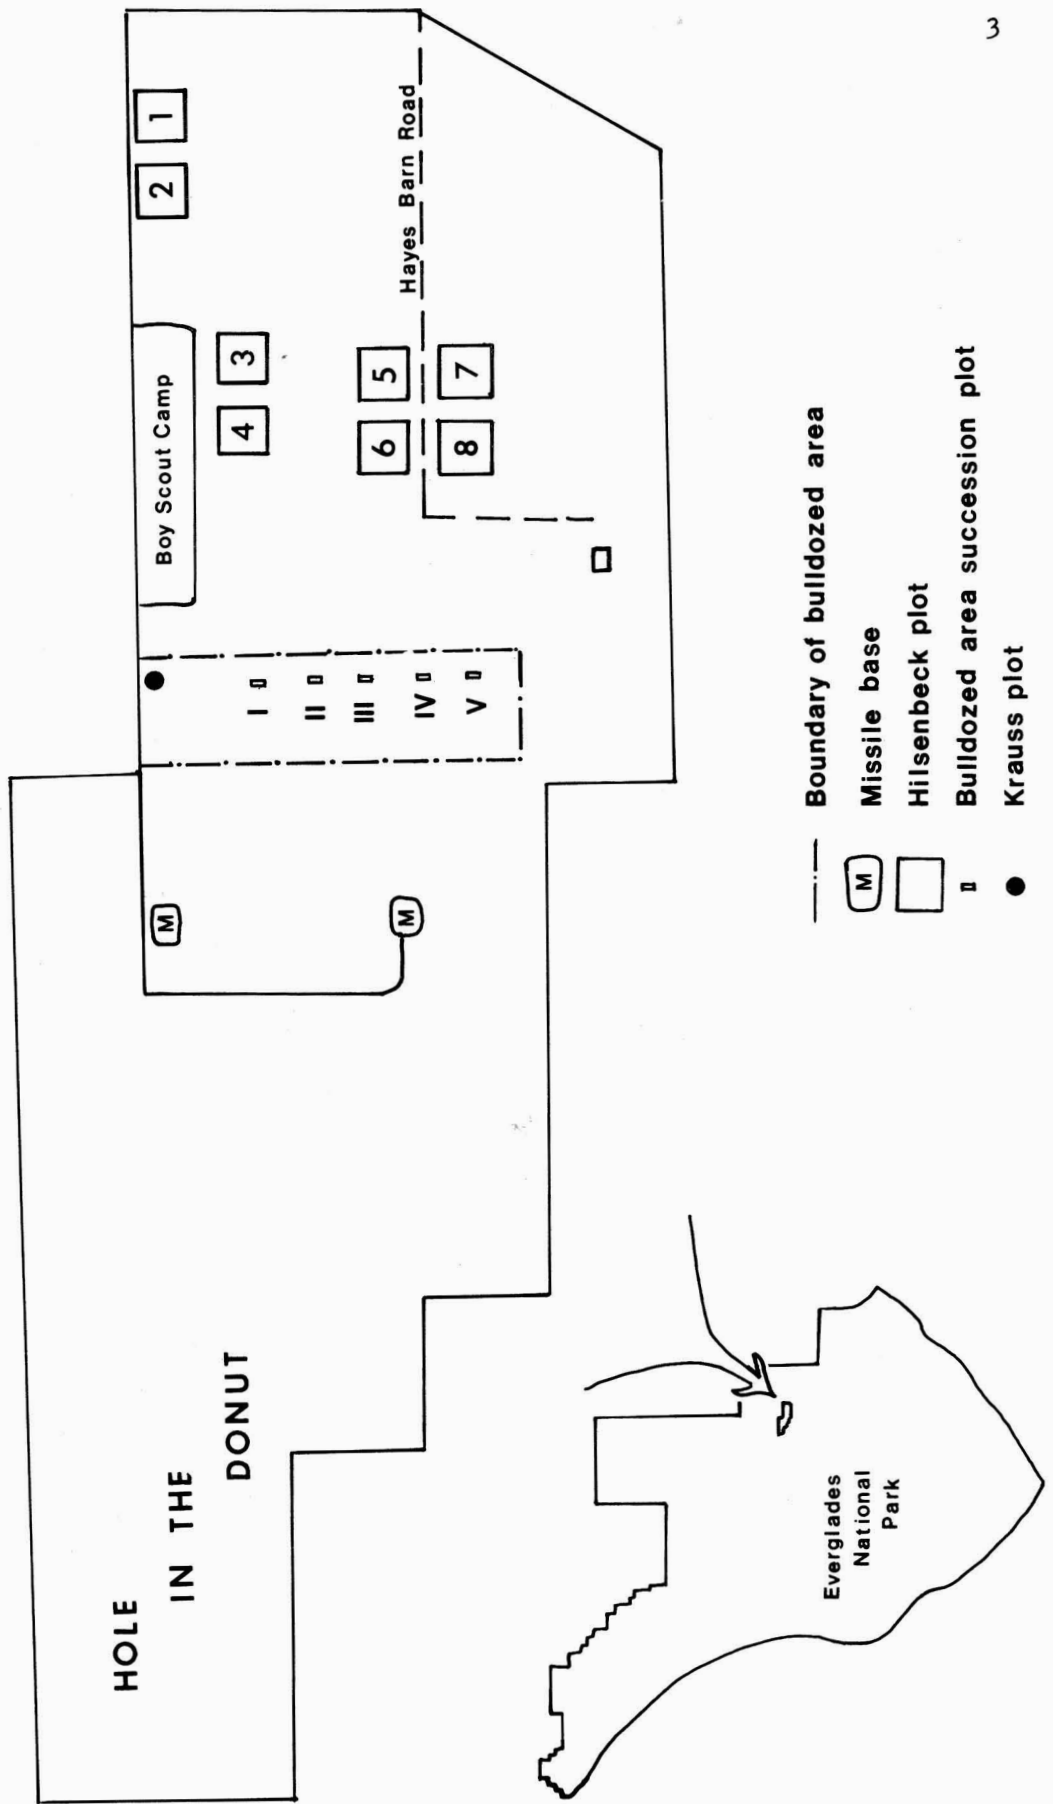 3
HOLE
IN THE
DONUT
M
M
I
II
III
IV
V
Boy Scout Camp
2
1
4
3
6
5
8
7
Hayes Barn Road
Boundary of bulldozed area
M
Missile base
Hilsenbeck plot
Bulldozed area succession plot
Krauss plot
Everglades
National
Park